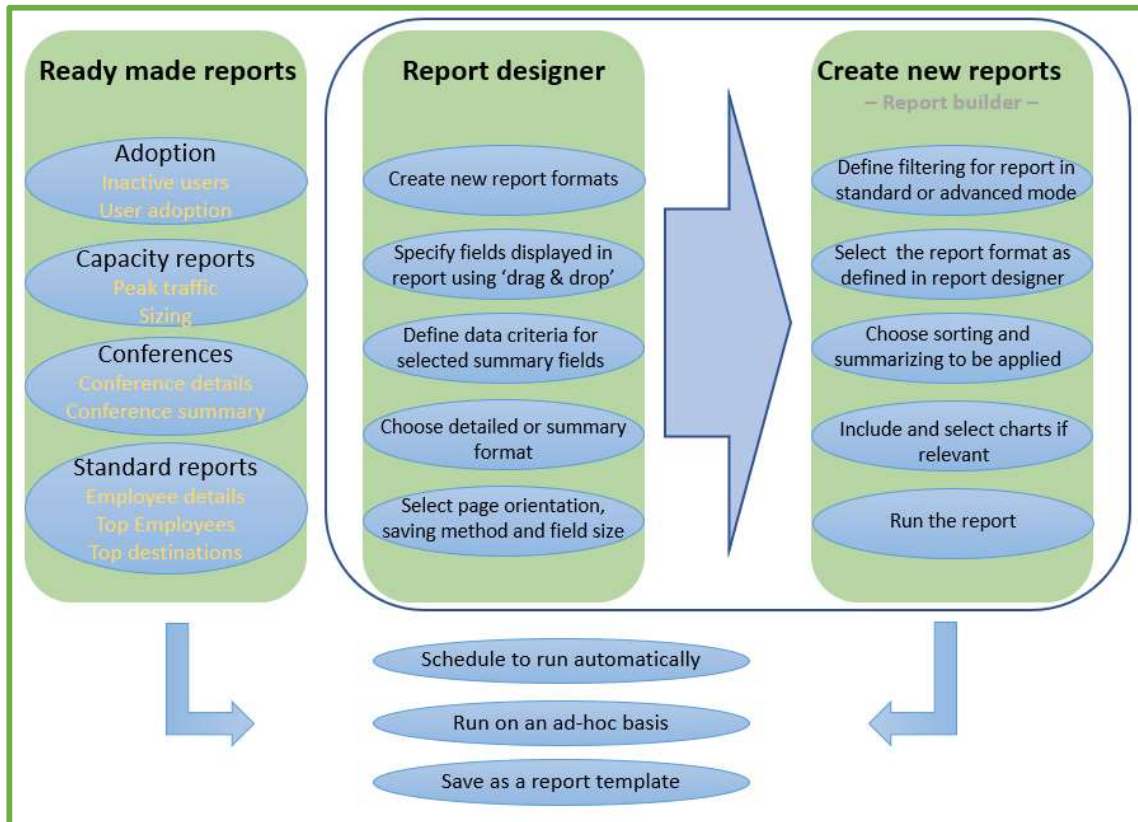 Ready made reports
Adoption
Inactive users
User adoption
Capacity reports
Peak traffic
Sizing
Conferences
Conference details
Conference summary
Standard reports
Employee details
Top Employees
Top destinations
Report designer
Create new report formats
Specify fields displayed in
report using ‘drag & drop’
Define data criteria for
selected summary fields
Choose detailed or summary
format
Select page orientation,
saving method and field size
Create new reports
– Report builder –
Define filtering for report in
standard or advanced mode
Select the report format as
defined in report designer
Choose sorting and
summarizing to be applied
Include and select charts if
relevant
Run the report
Schedule to run automatically
Run on an ad-hoc basis
Save as a report template